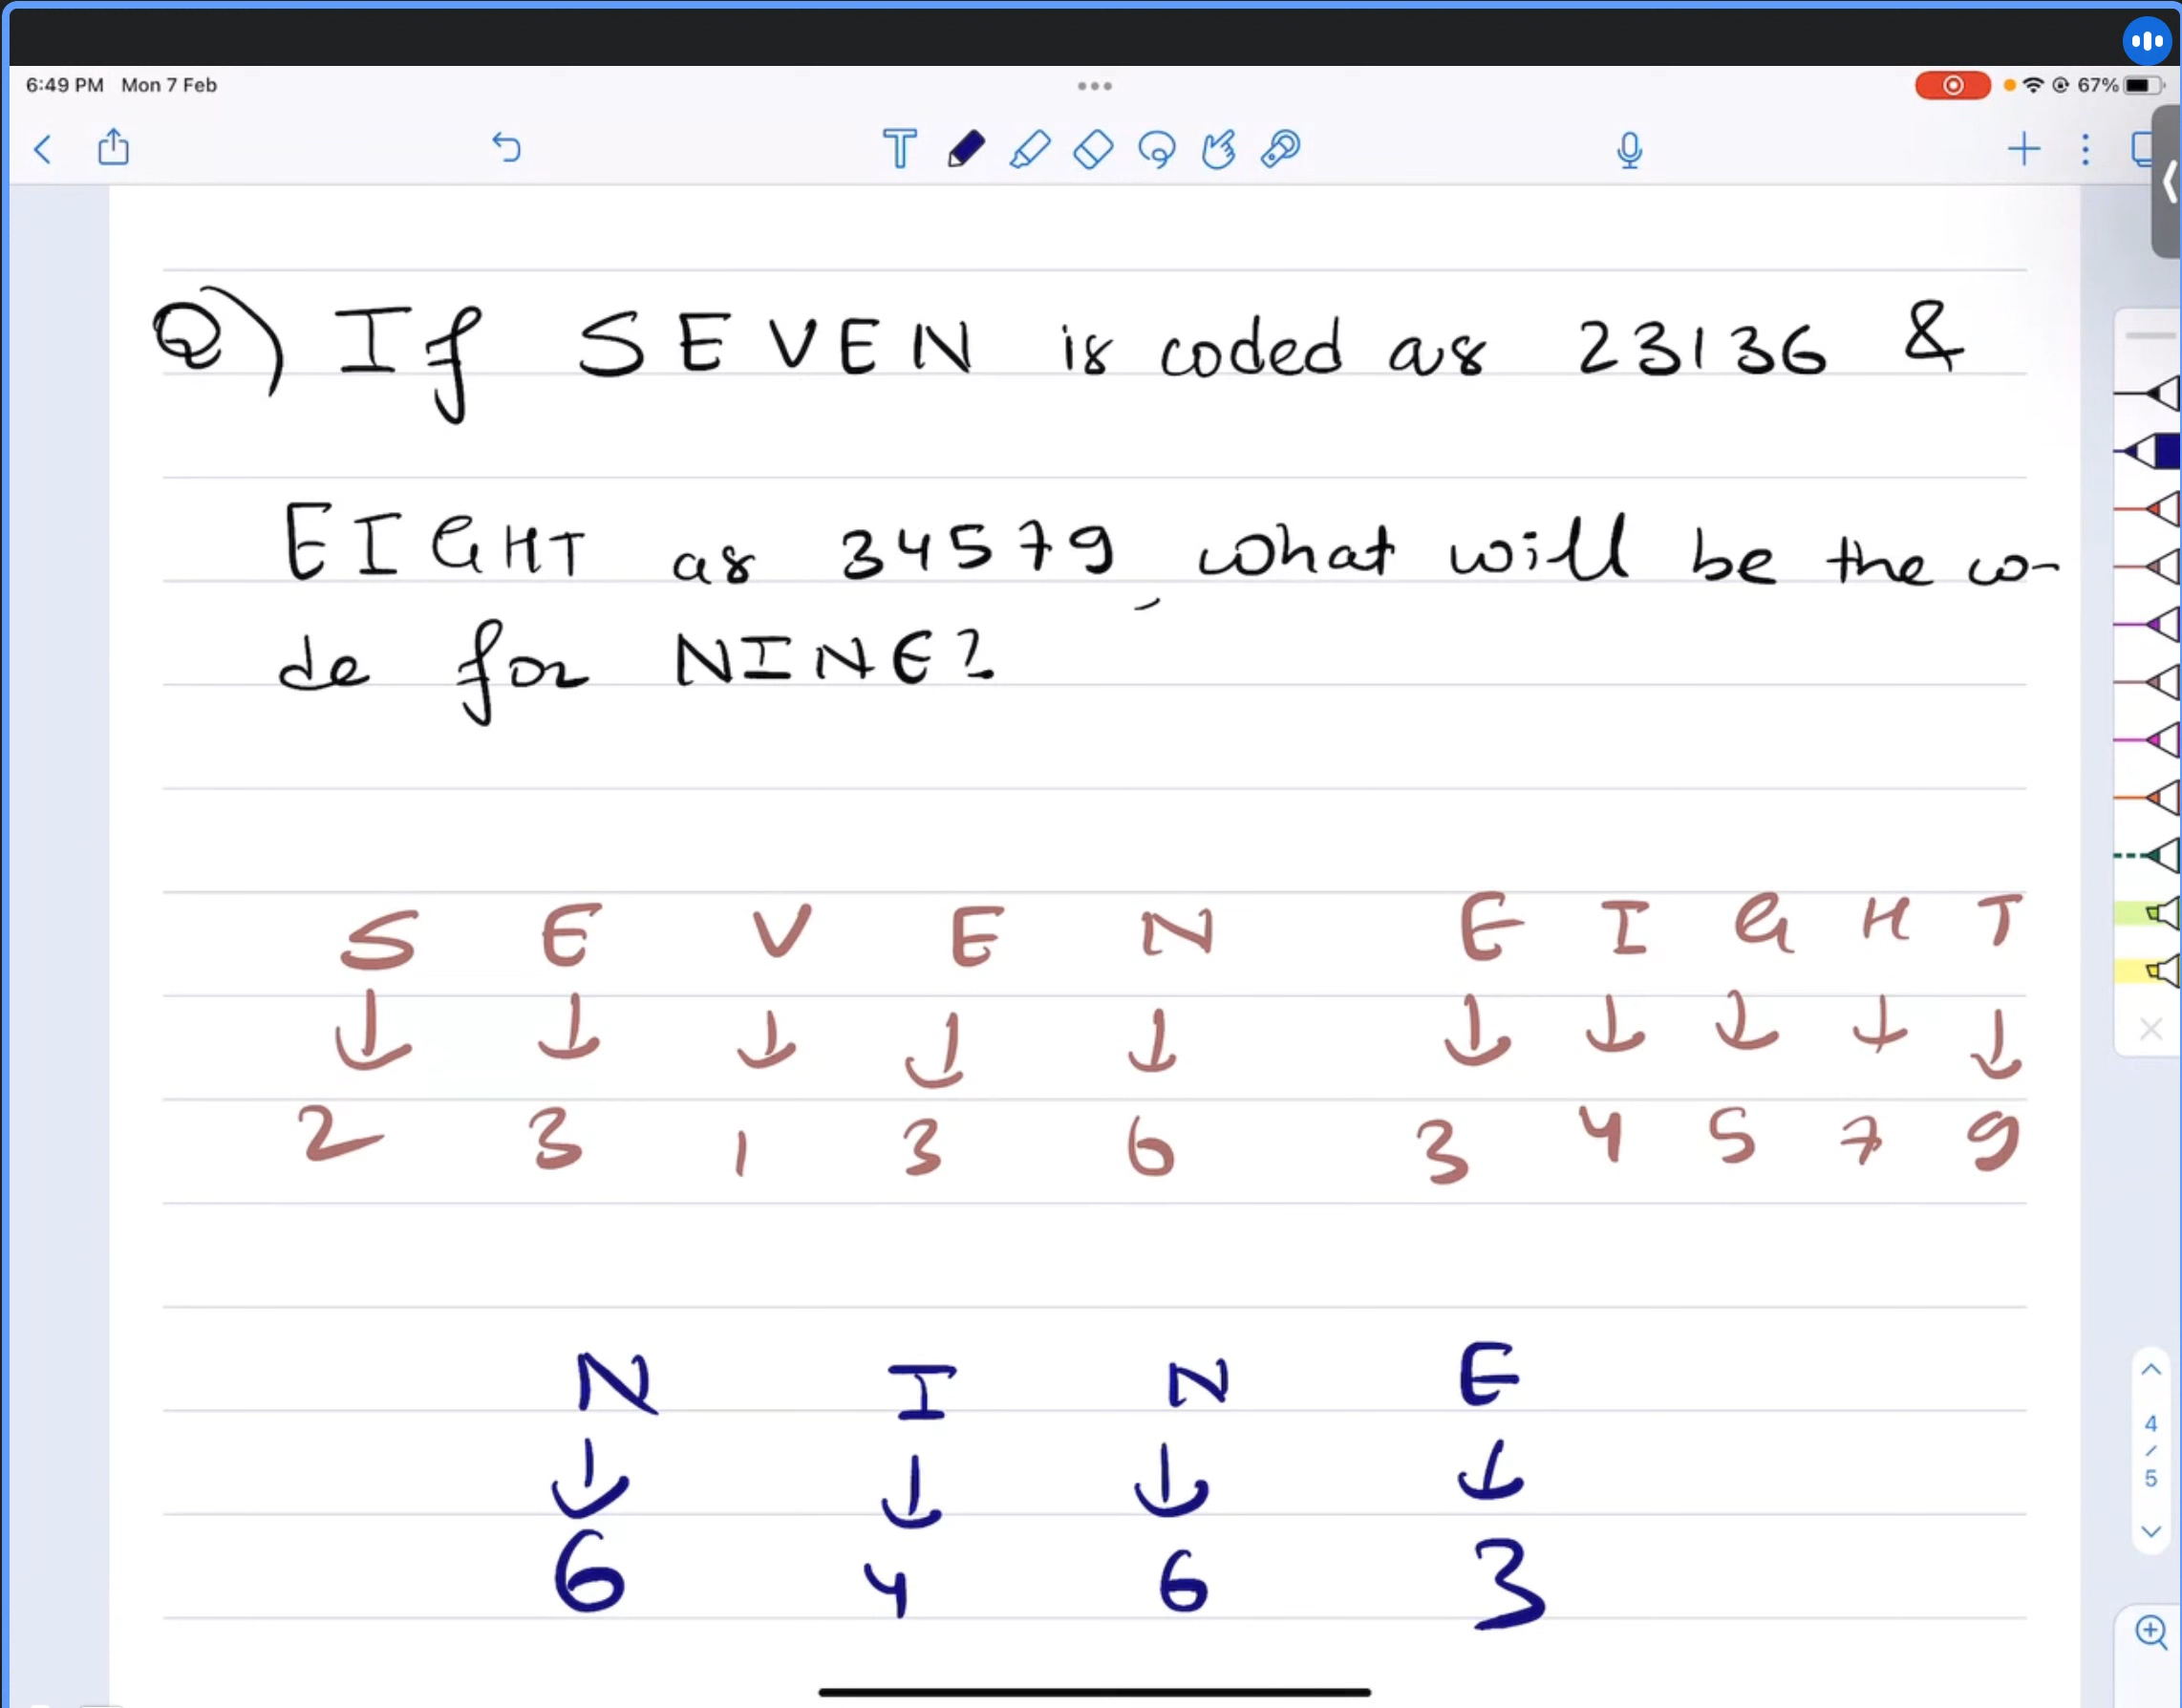 6:49 PM Mon 7 Feb
67%
T
Q) If SEVEN is coded as 23136 &
EIGHT as 34579, what will be the co-
de for NINE?
S E V E N E I G H T
↓ ↓ ↓ ↓ ↓ ↓ ↓ ↓ ↓ ↓
2 3 1 3 6 3 4 5 7 9
N I N E
↓ ↓ ↓ ↓
6 4 6 3
4
/
5